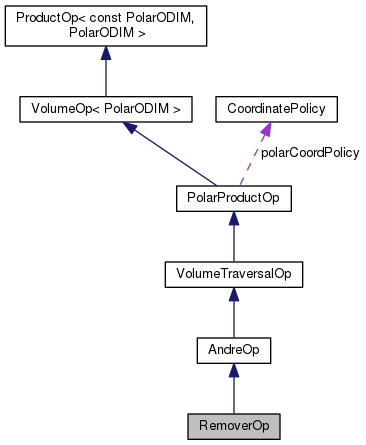 ProductOp< const PolarODIM,
PolarODIM >
VolumeOp< PolarODIM >
CoordinatePolicy
polarCoordPolicy
PolarProductOp
VolumeTraversalOp
AndreOp
RemoverOp